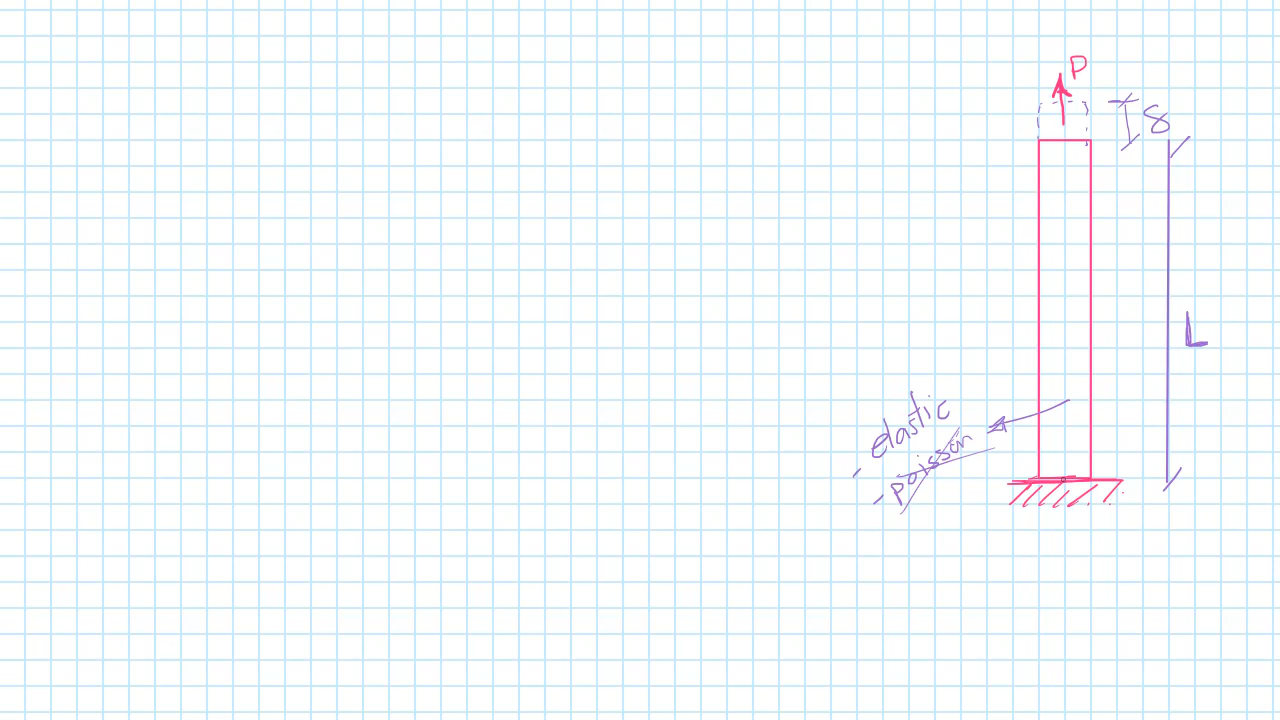 P
δ
L
- elastic
- poisson